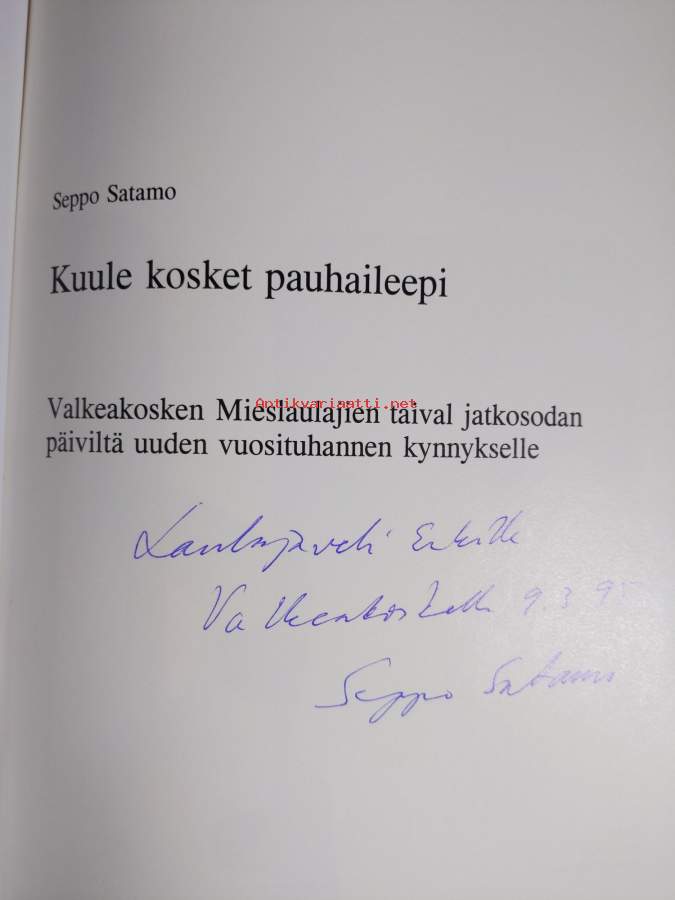 Seppo Satamo
Kuule kosket pauhaileepi
Antikvariaatti.net
Valkeakosken Mieslaulajien taival jatkosodan
päiviltä uuden vuosituhannen kynnykselle
Laulajaveli Erkille
Valkeakoskella 9.3.95
Seppo Satamo